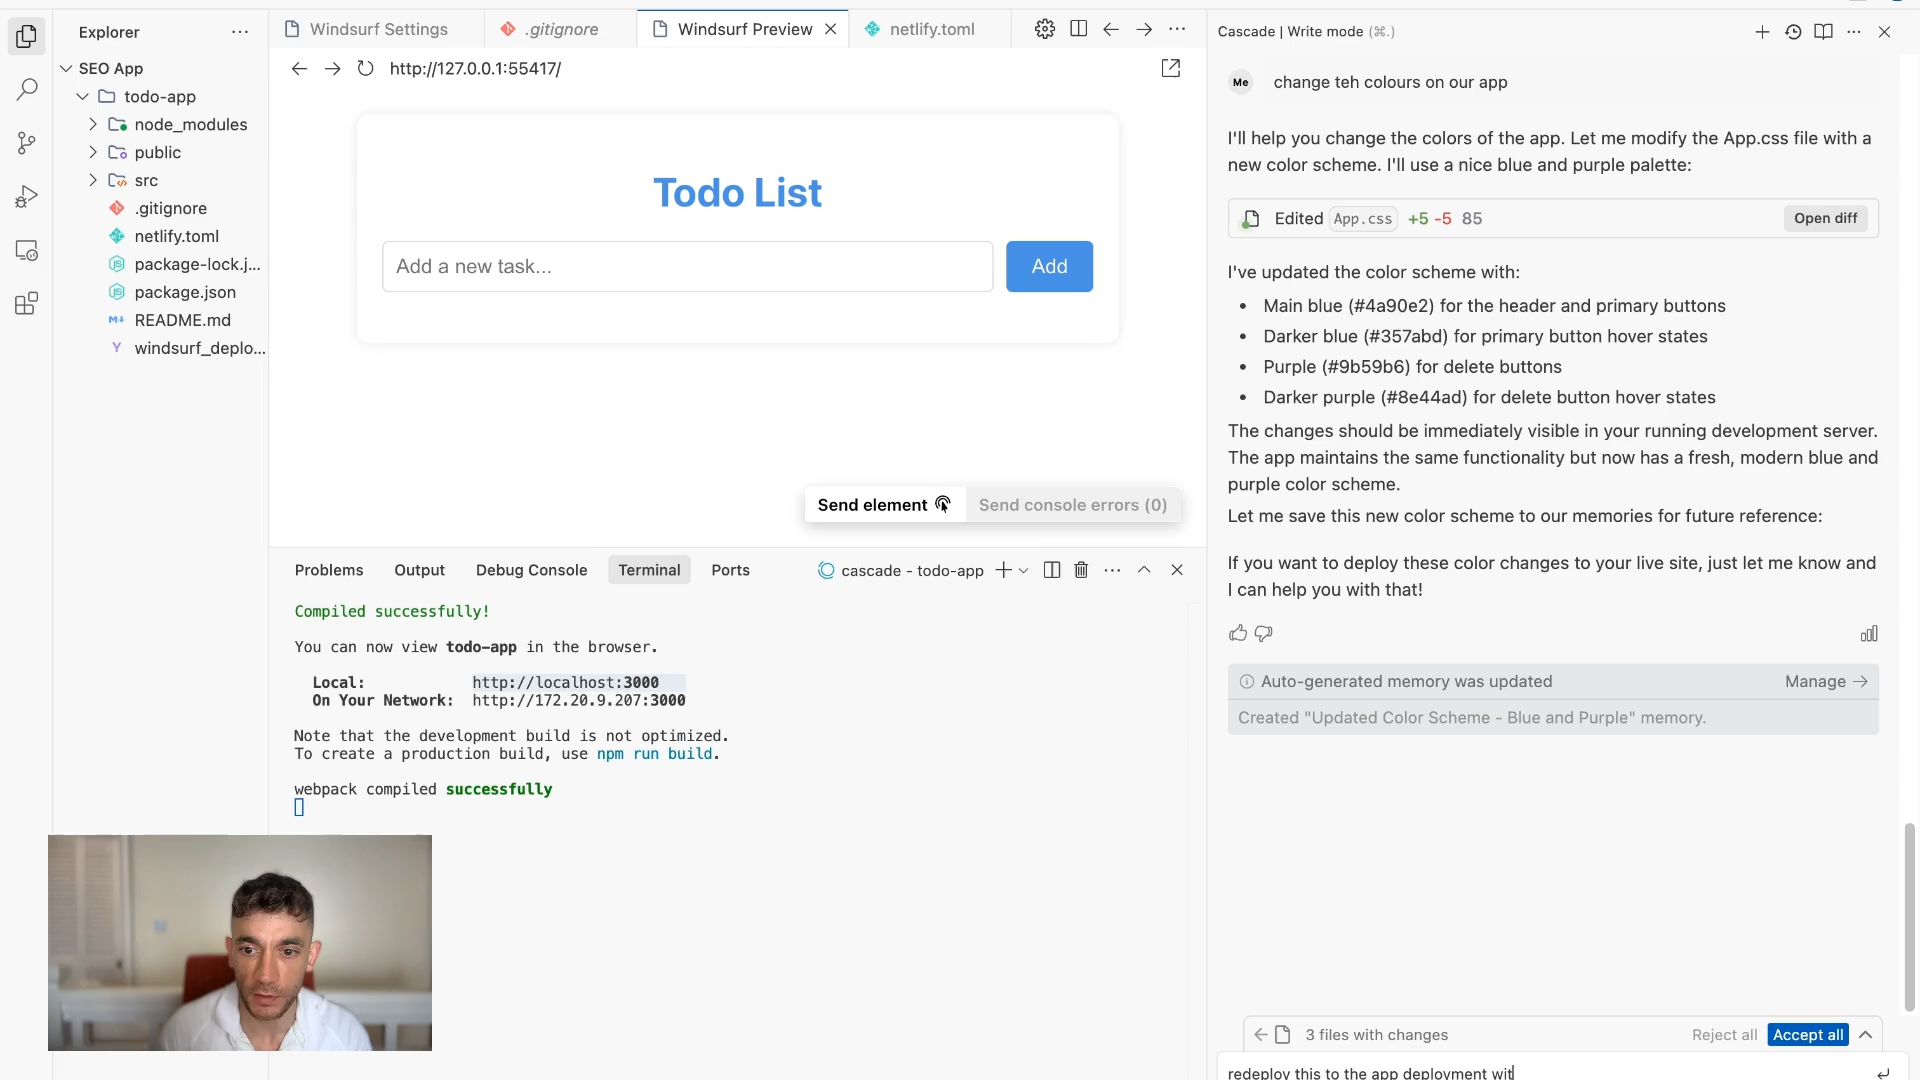 Explorer
SEO App
todo-app
node_modules
public
src
.gitignore
netlify.toml
package-lock.j...
package.json
README.md
windsurf_deplo...
Windsurf Settings
.gitignore
Windsurf Preview
netlify.toml
http://127.0.0.1:55417/
Todo List
Add a new task...
Add
Send element
Send console errors (0)
Problems
Output
Debug Console
Terminal
Ports
cascade - todo-app
Compiled successfully!
You can now view todo-app in the browser.
Local: http://localhost:3000
On Your Network: http://172.20.9.207:3000
Note that the development build is not optimized.
To create a production build, use npm run build.
webpack compiled successfully
Cascade | Write mode (⌘.)
Me
change teh colours on our app
I'll help you change the colors of the app. Let me modify the App.css file with a
new color scheme. I'll use a nice blue and purple palette:
Edited App.css +5 -5 85
Open diff
I've updated the color scheme with:
• Main blue (#4a90e2) for the header and primary buttons
• Darker blue (#357abd) for primary button hover states
• Purple (#9b59b6) for delete buttons
• Darker purple (#8e44ad) for delete button hover states
The changes should be immediately visible in your running development server.
The app maintains the same functionality but now has a fresh, modern blue and
purple color scheme.
Let me save this new color scheme to our memories for future reference:
If you want to deploy these color changes to your live site, just let me know and
I can help you with that!
Auto-generated memory was updated
Manage →
Created "Updated Color Scheme - Blue and Purple" memory.
3 files with changes
Reject all
Accept all
redeploy this to the app deployment wit